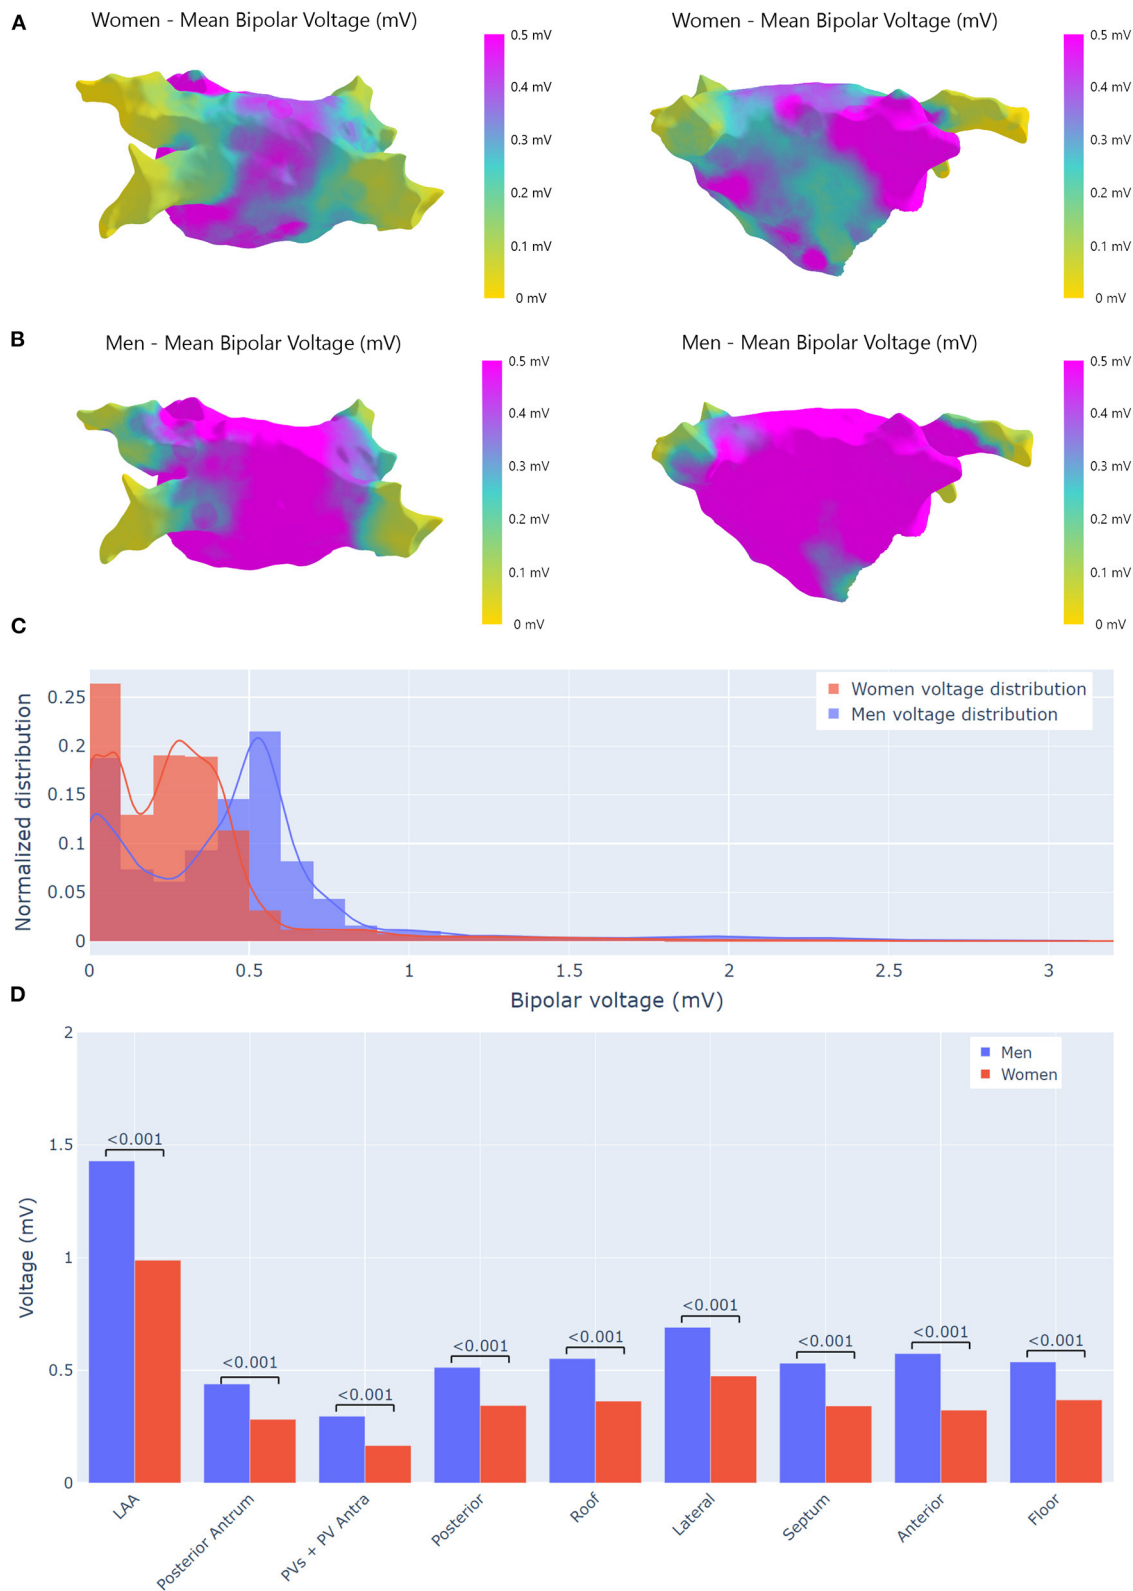 A
Women - Mean Bipolar Voltage (mV)
Women - Mean Bipolar Voltage (mV)
0.5 mV
0.4 mV
0.3 mV
0.2 mV
0.1 mV
0 mV
0.5 mV
0.4 mV
0.3 mV
0.2 mV
0.1 mV
0 mV
B
Men - Mean Bipolar Voltage (mV)
Men - Mean Bipolar Voltage (mV)
0.5 mV
0.4 mV
0.3 mV
0.2 mV
0.1 mV
0 mV
0.5 mV
0.4 mV
0.3 mV
0.2 mV
0.1 mV
0 mV
C
Normalized distribution
0.25
0.2
0.15
0.1
0.05
0
Women voltage distribution
Men voltage distribution
0 0.5 1 1.5 2 2.5 3
Bipolar voltage (mV)
D
Voltage (mV)
2
1.5
1
0.5
0
Men
Women
<0.001
<0.001
<0.001
<0.001
<0.001
<0.001
<0.001
<0.001
<0.001
LAA
Posterior Antrum
PVs + PV Antra
Posterior
Roof
Lateral
Septum
Anterior
Floor